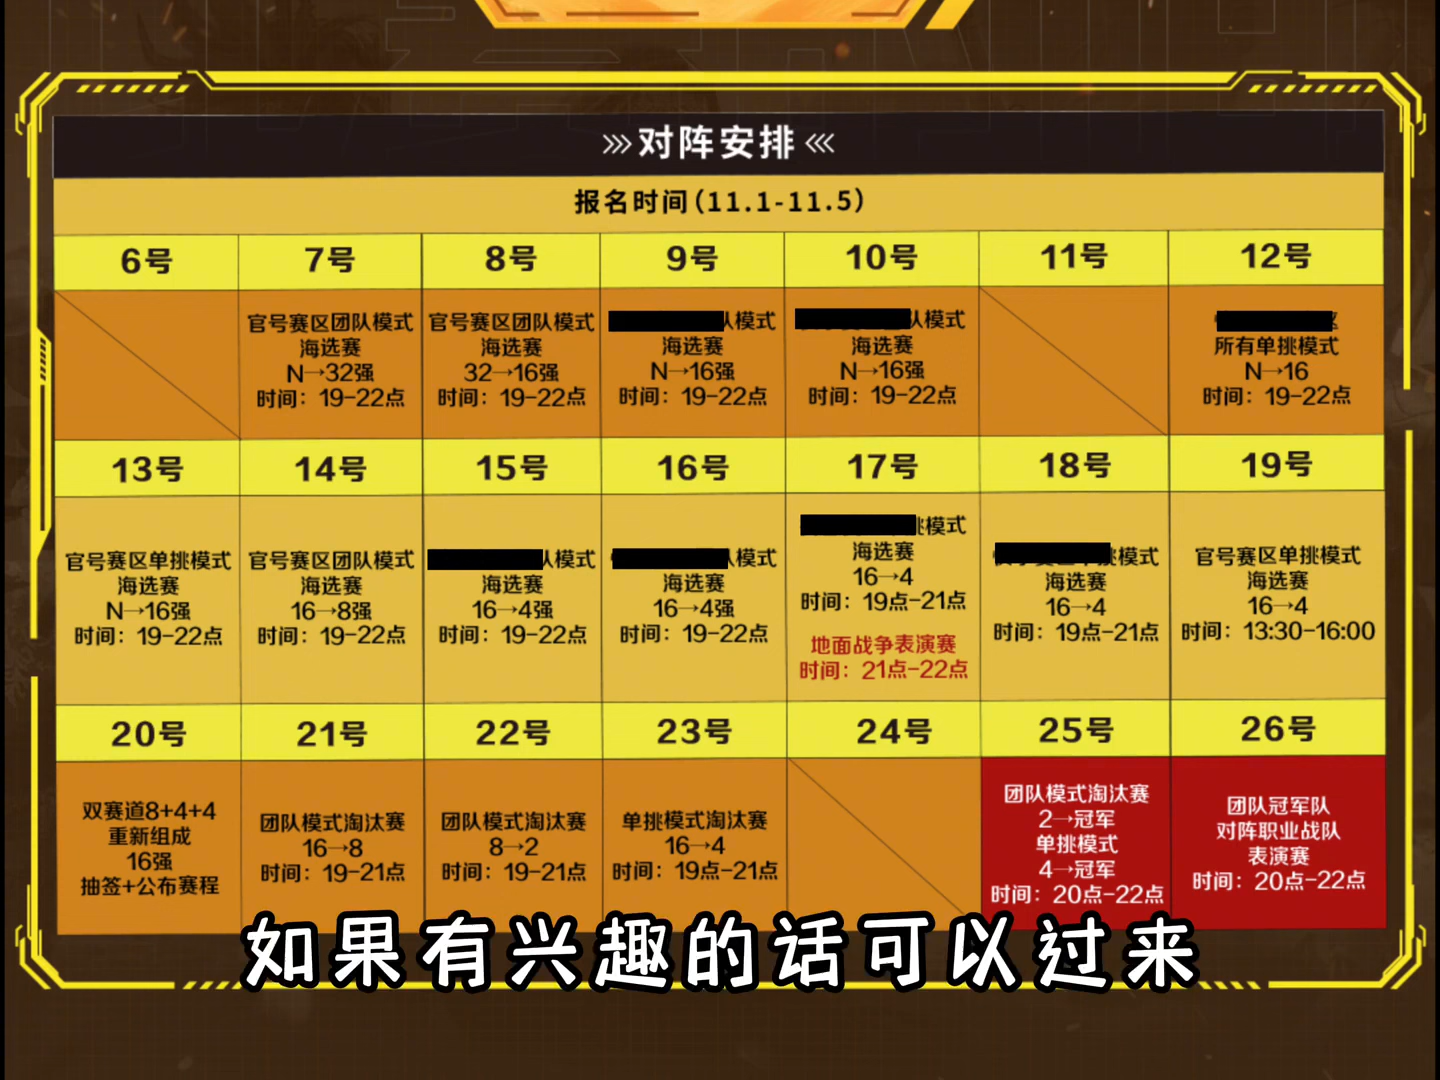 >>> 对阵安排 <<<
报名时间(11.1-11.5)
6号 7号 8号 9号 10号 11号 12号
官号赛区团队模式
海选赛
N→32强
时间：19-22点
官号赛区团队模式
海选赛
32→16强
时间：19-22点
模式
海选赛
N→16强
时间：19-22点
模式
海选赛
N→16强
时间：19-22点
所有单挑模式
N→16
时间：19-22点
13号 14号 15号 16号 17号 18号 19号
官号赛区单挑模式
海选赛
N→16强
时间：19-22点
官号赛区团队模式
海选赛
16→8强
时间：19-22点
模式
海选赛
16→4强
时间：19-22点
模式
海选赛
16→4强
时间：19-22点
模式
海选赛
16→4
时间：19点-21点
地面战争表演赛
时间：21点-22点
模式
海选赛
16→4
时间：19点-21点
官号赛区单挑模式
海选赛
16→4
时间：13:30-16:00
20号 21号 22号 23号 24号 25号 26号
双赛道8+4+4
重新组成
16强
抽签+公布赛程
团队模式淘汰赛
16→8
时间：19-21点
团队模式淘汰赛
8→2
时间：19-21点
单挑模式淘汰赛
16→4
时间：19点-21点
团队模式淘汰赛
2→冠军
单挑模式
4→冠军
时间：20点-22点
团队冠军队
对阵职业战队
表演赛
时间：20点-22点
如果有兴趣的话可以过来